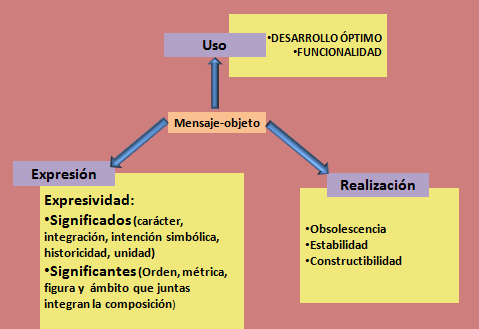 Uso
•DESARROLLO ÓPTIMO
•FUNCIONALIDAD
Mensaje-objeto
Expresión
Expresividad:
•Significados (carácter,
integración, intención simbólica,
historicidad, unidad)
•Significantes (Orden, métrica,
figura y ámbito que juntas
integran la composición)
Realización
•Obsolescencia
•Estabilidad
•Constructibilidad